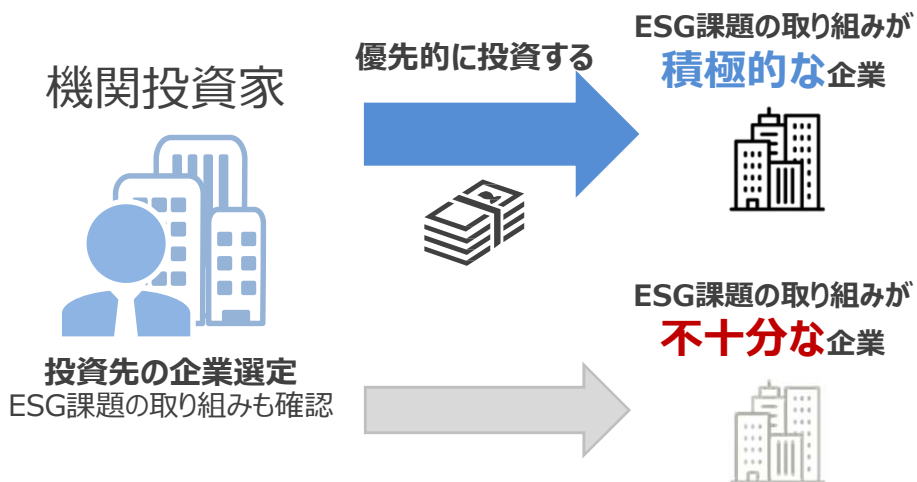 機関投資家
投資先の企業選定
ESG課題の取り組みも確認
優先的に投資する
ESG課題の取り組みが
積極的な企業
ESG課題の取り組みが
不十分な企業